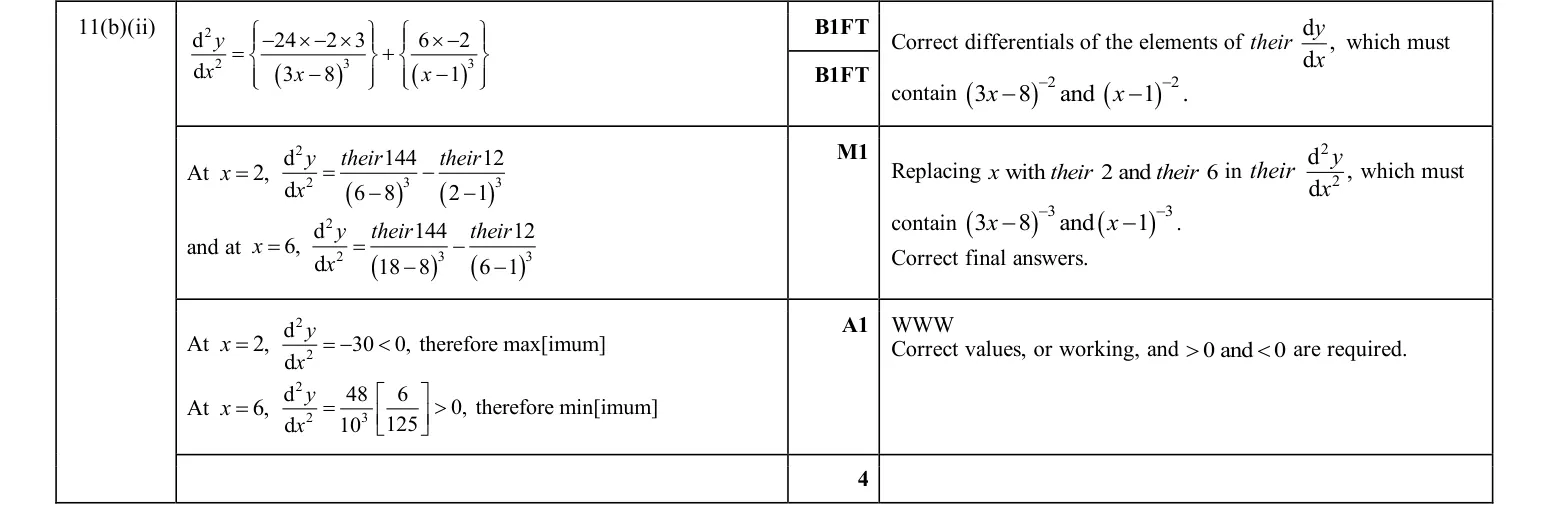 11(b)(ii)
d²y/dx² = {−24×−2×3/(3x−8)³} + {6×−2/(x−1)³}
B1FT
B1FT
Correct differentials of the elements of their dy/dx, which must
contain (3x−8)⁻² and (x−1)⁻².
At x = 2, d²y/dx² = their144/(6−8)³ − their12/(2−1)³
and at x = 6, d²y/dx² = their144/(18−8)³ − their12/(6−1)³
M1
Replacing x with their 2 and their 6 in their d²y/dx², which must
contain (3x−8)⁻³ and (x−1)⁻³.
Correct final answers.
At x = 2, d²y/dx² = −30 < 0, therefore max[imum]
At x = 6, d²y/dx² = 48/10³ [6/125] > 0, therefore min[imum]
A1
WWW
Correct values, or working, and > 0 and < 0 are required.
4